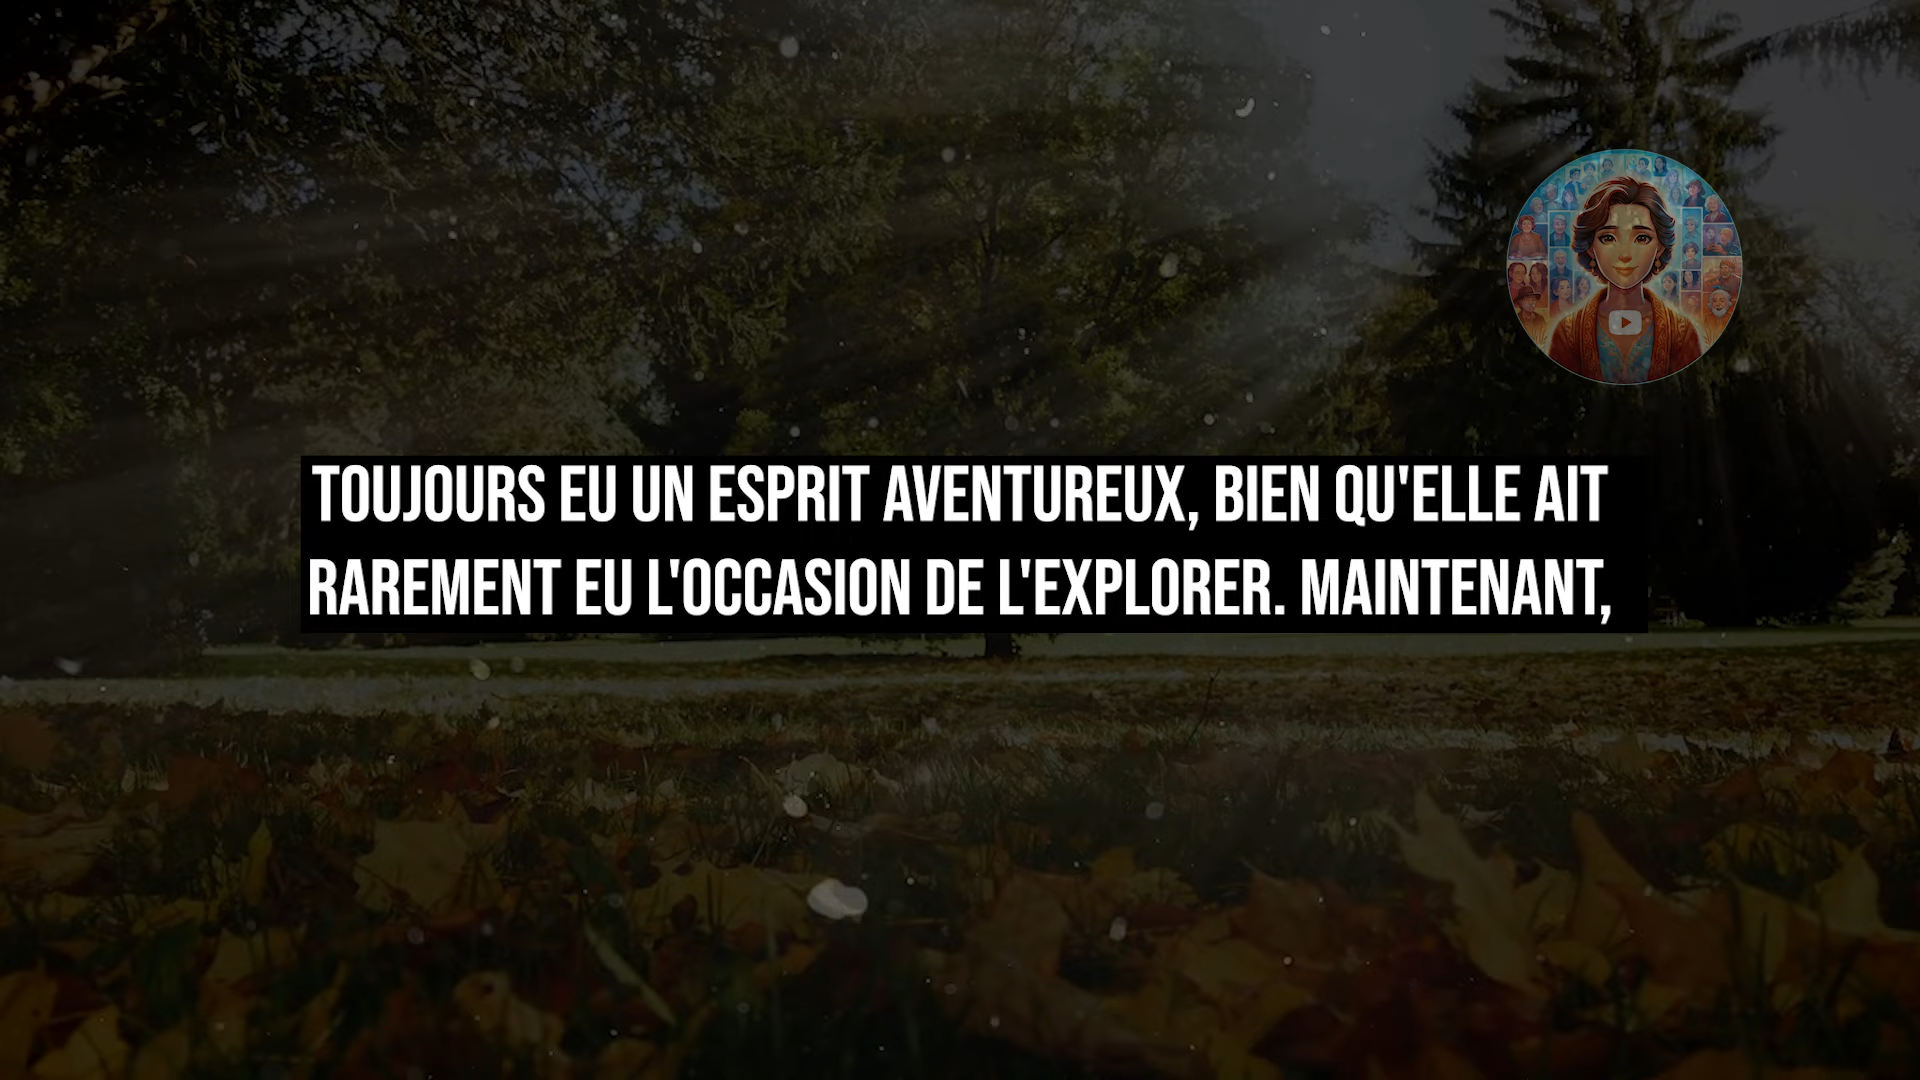 TOUJOURS EU UN ESPRIT AVENTUREUX, BIEN QU'ELLE AIT
RAREMENT EU L'OCCASION DE L'EXPLORER. MAINTENANT,